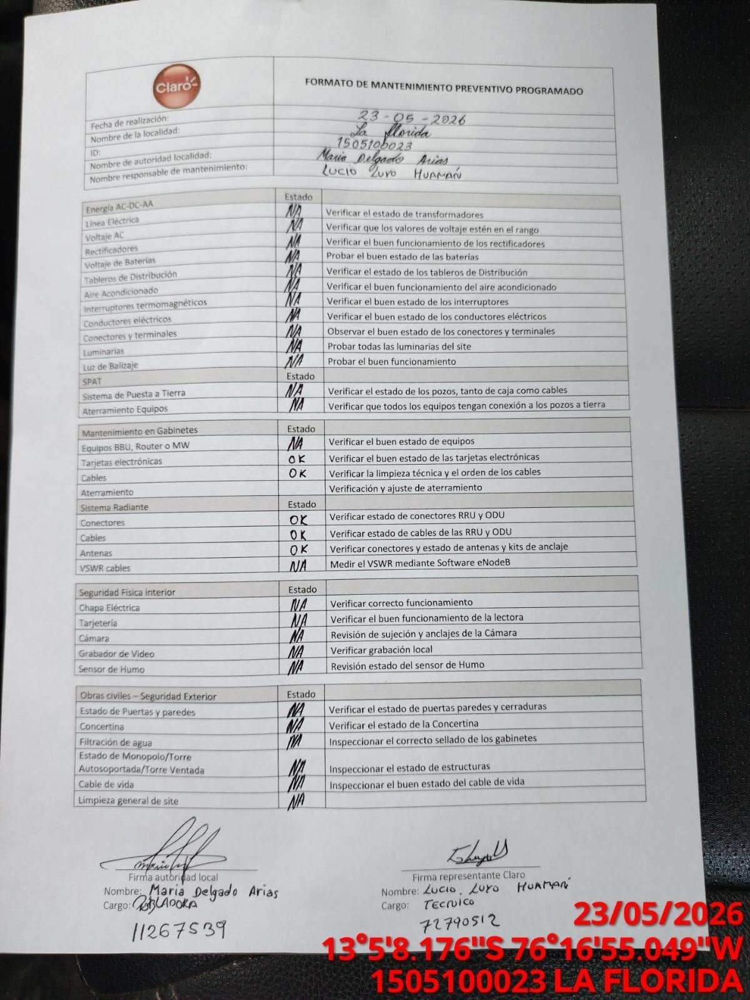 Claro
FORMATO DE MANTENIMIENTO PREVENTIVO PROGRAMADO
Fecha de realización: 23-05-2026
Nombre de la localidad: La florida
ID: 1505100023
Nombre de autoridad localidad: Maria Delgado Arias
Nombre responsable de mantenimiento: LUCIO LUYO HUAMAÑ
Energía AC-DC-AA Estado
Línea Eléctrica NA Verificar el estado de transformadores
Voltaje AC NA Verificar que los valores de voltaje estén en el rango
Rectificadores NA Verificar el buen funcionamiento de los rectificadores
Voltaje de Baterías NA Probar el buen estado de las baterías
Tableros de Distribución NA Verificar el estado de los tableros de Distribución
Aire Acondicionado NA Verificar el buen funcionamiento del aire acondicionado
Interruptores termomagnéticos NA Verificar el buen estado de los interruptores
Conductores eléctricos NA Verificar el buen estado de los conductores eléctricos
Conectores y terminales NA Observar el buen estado de los conectores y terminales
Luminarias NA Probar todas las luminarias del site
Luz de Balizaje NA Probar el buen funcionamiento
SPAT Estado
Sistema de Puesta a Tierra NA Verificar el estado de los pozos, tanto de caja como cables
Aterramiento Equipos NA Verificar que todos los equipos tengan conexión a los pozos a tierra
Mantenimiento en Gabinetes Estado
Equipos BBU, Router o MW NA Verificar el buen estado de equipos
Tarjetas electrónicas OK Verificar el buen estado de las tarjetas electrónicas
Cables OK Verificar la limpieza técnica y el orden de los cables
Aterramiento Verificación y ajuste de aterramiento
Sistema Radiante Estado
Conectores OK Verificar estado de conectores RRU y ODU
Cables OK Verificar estado de cables de las RRU y ODU
Antenas OK Verificar conectores y estado de antenas y kits de anclaje
VSWR cables NA Medir el VSWR mediante Software eNodeB
Seguridad Física interior Estado
Chapa Eléctrica NA Verificar correcto funcionamiento
Tarjetería NA Verificar el buen funcionamiento de la lectora
Cámara NA Revisión de sujeción y anclajes de la Cámara
Grabador de Video NA Verificar grabación local
Sensor de Humo NA Revisión estado del sensor de Humo
Obras civiles – Seguridad Exterior Estado
Estado de Puertas y paredes NA Verificar el estado de puertas paredes y cerraduras
Concertina NA Verificar el estado de la Concertina
Filtración de agua NA Inspeccionar el correcto sellado de los gabinetes
Estado de Monopolo/Torre
Autosoportada/Torre Ventada NA Inspeccionar el estado de estructuras
Cable de vida NA Inspeccionar el buen estado del cable de vida
Limpieza general de site NA
Firma autoridad local
Nombre: Maria Delgado Arias
Cargo: POBLADORA
11267539
Firma representante Claro
Nombre: LUCIO. LUYO HUAMAÑ
Cargo: TECNICO
72790512
23/05/2026
13°5'8.176"S 76°16'55.049"W
1505100023 LA FLORIDA